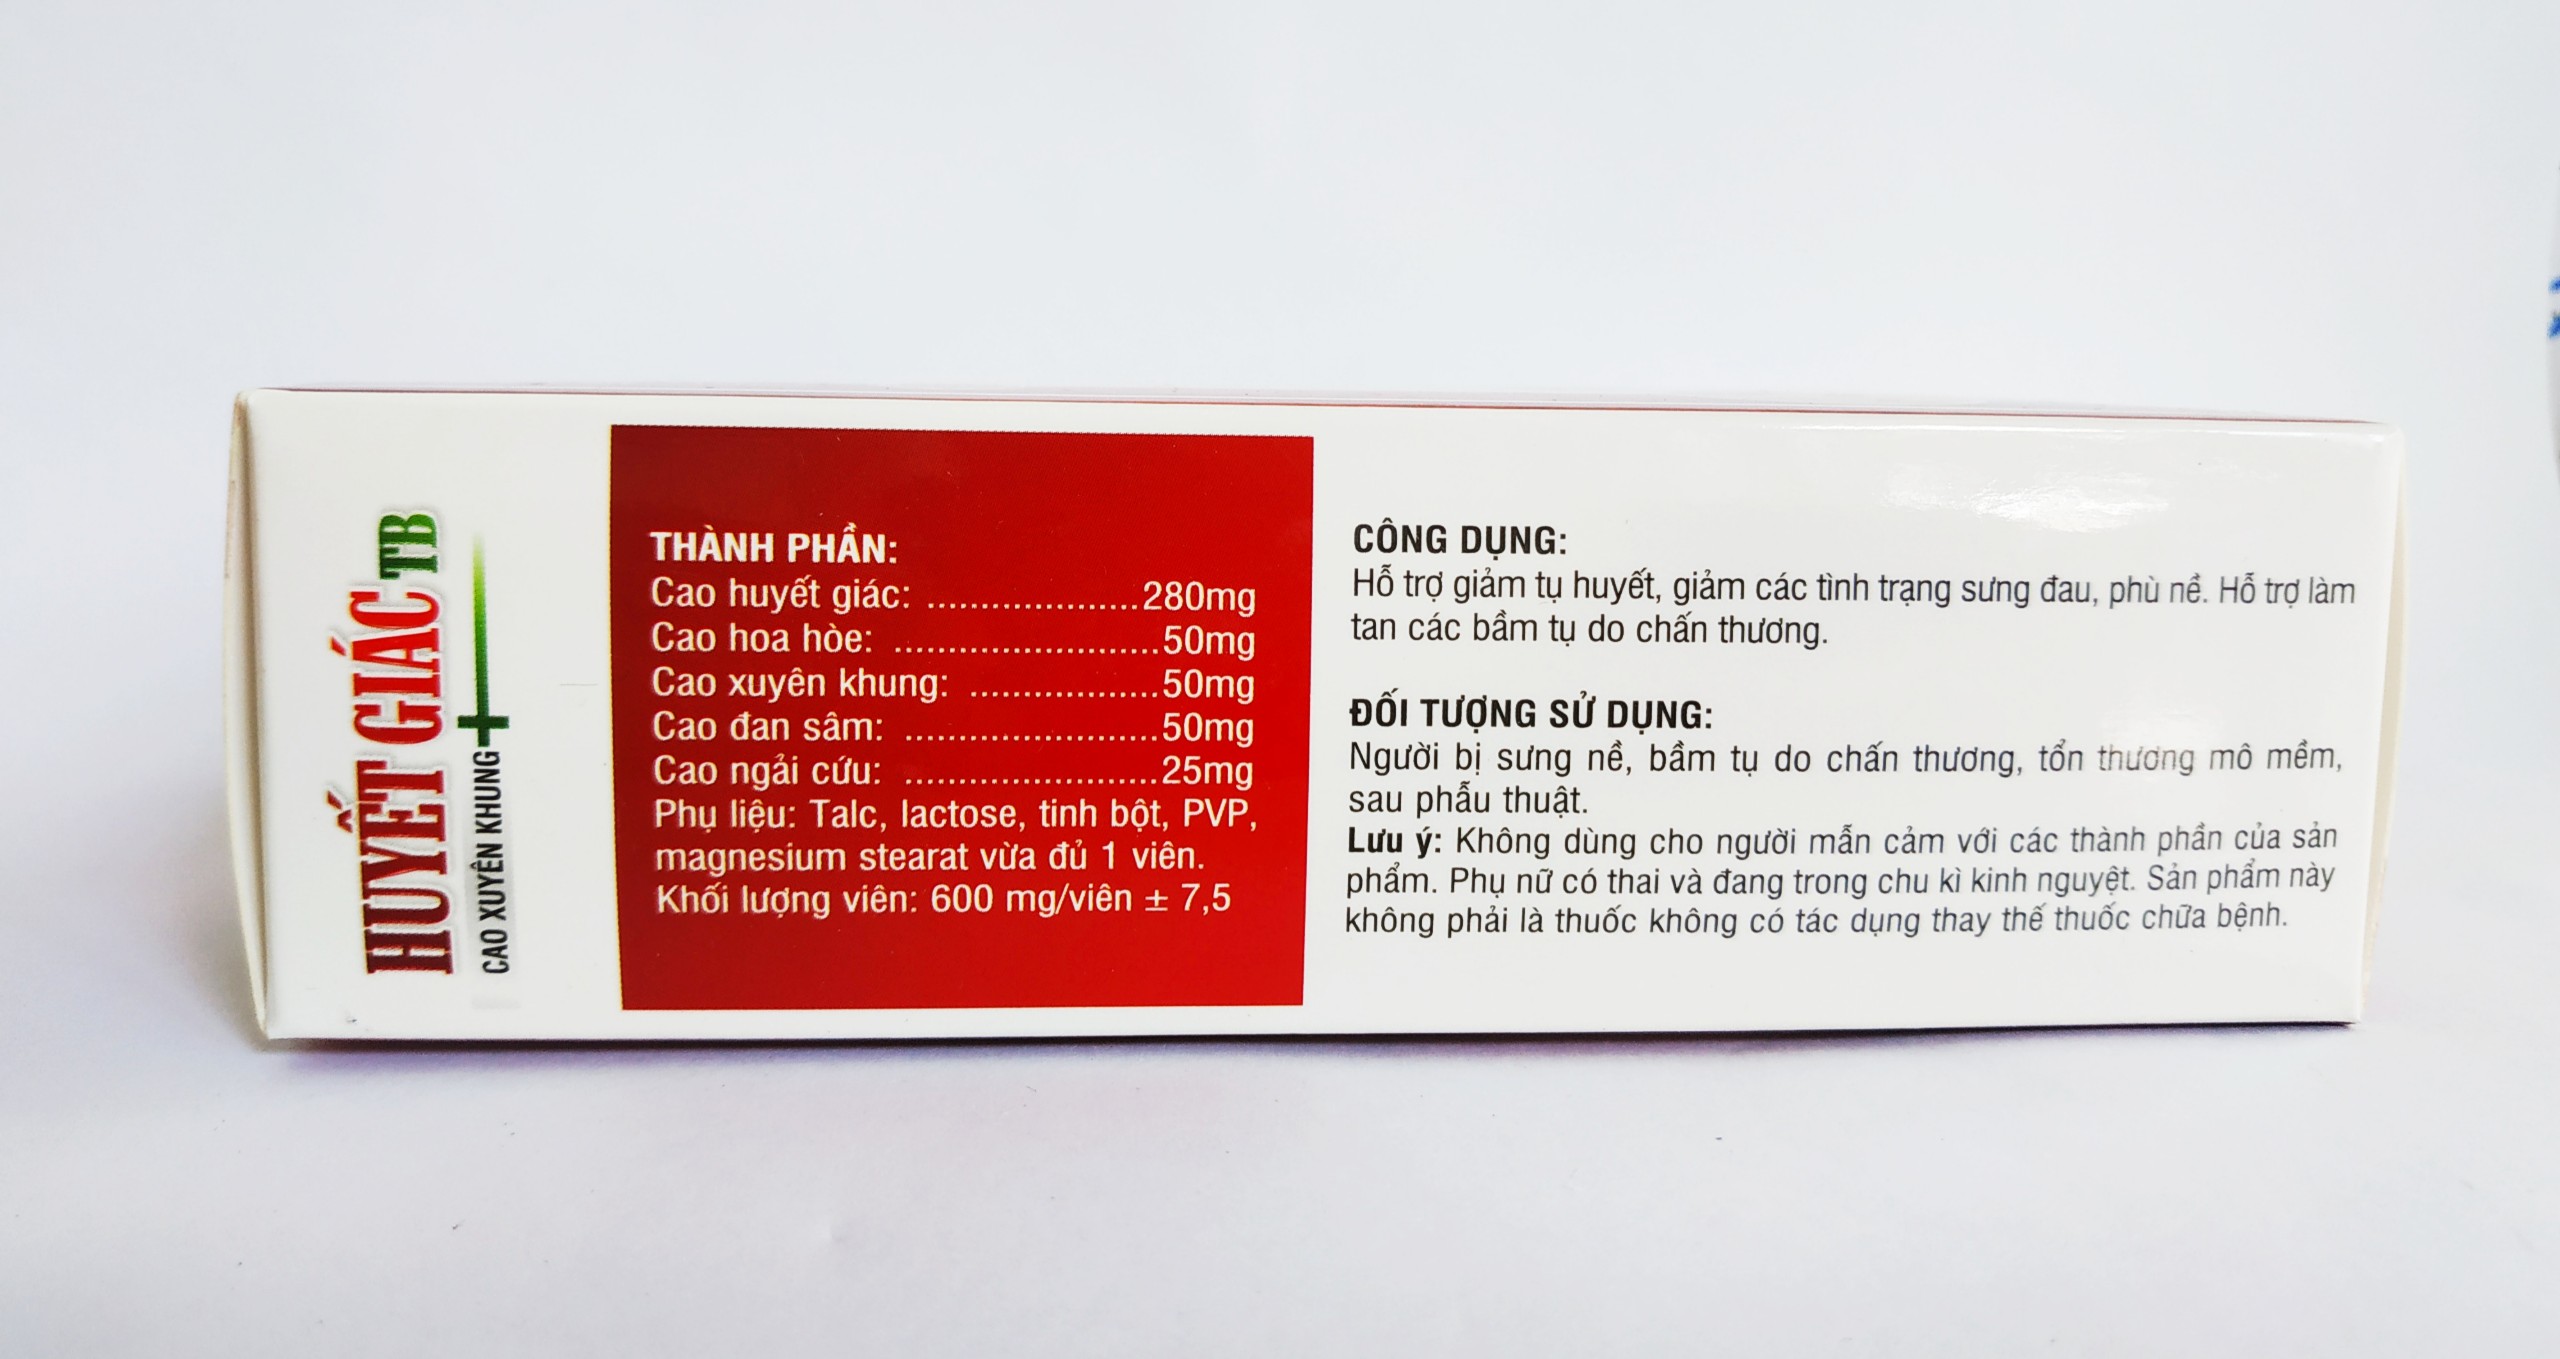 HUYẾT GIÁC TB
CAO XUYÊN KHUNG
THÀNH PHẦN:
Cao huyết giác: ....................280mg
Cao hoa hòe: .........................50mg
Cao xuyên khung: ..................50mg
Cao đan sâm: ........................50mg
Cao ngải cứu: ........................25mg
Phụ liệu: Talc, lactose, tinh bột, PVP,
magnesium stearat vừa đủ 1 viên.
Khối lượng viên: 600 mg/viên ± 7,5
CÔNG DỤNG:
Hỗ trợ giảm tụ huyết, giảm các tình trạng sưng đau, phù nề. Hỗ trợ làm
tan các bầm tụ do chấn thương.
ĐỐI TƯỢNG SỬ DỤNG:
Người bị sưng nề, bầm tụ do chấn thương, tổn thương mô mềm,
sau phẫu thuật.
Lưu ý: Không dùng cho người mẫn cảm với các thành phần của sản
phẩm. Phụ nữ có thai và đang trong chu kì kinh nguyệt. Sản phẩm này
không phải là thuốc không có tác dụng thay thế thuốc chữa bệnh.